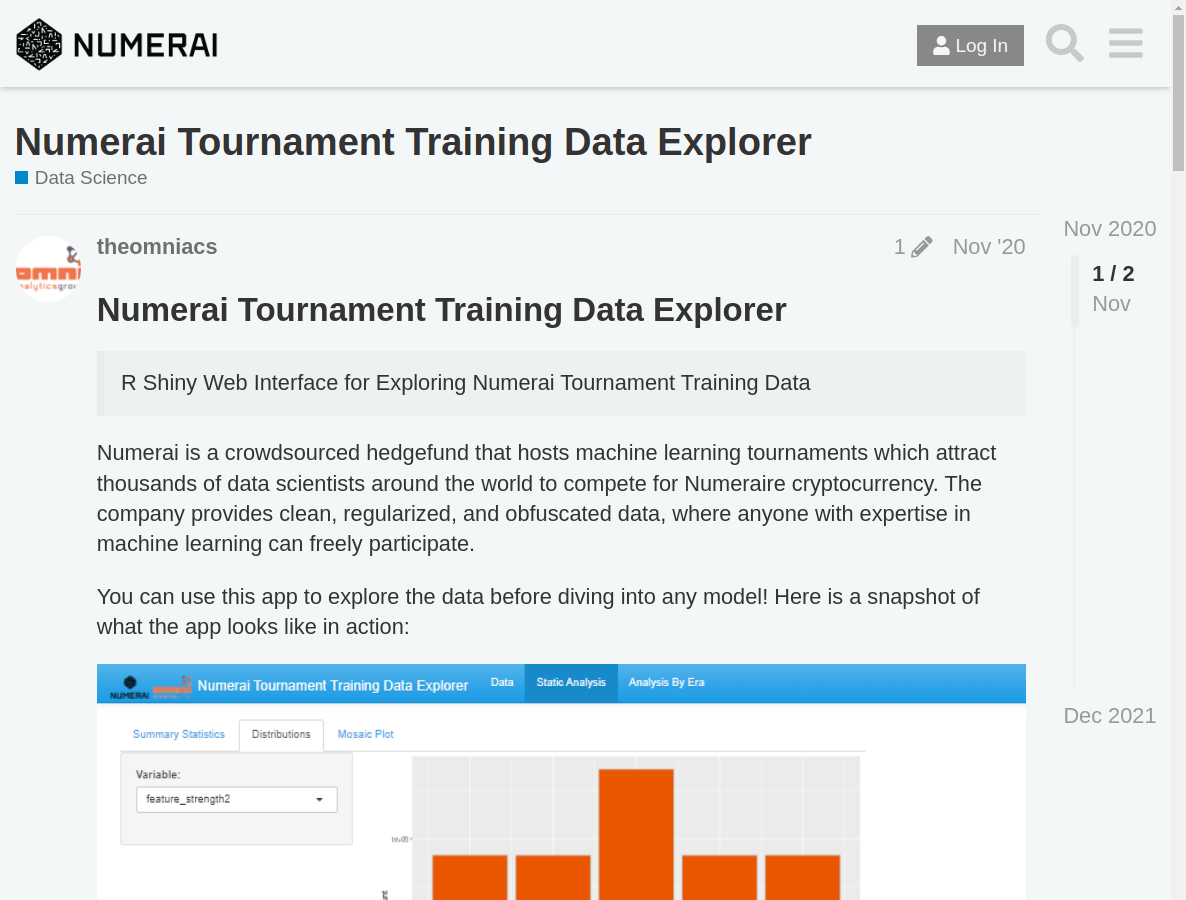 NUMERAI
Log In
Numerai Tournament Training Data Explorer
Data Science
theomniacs
1
Nov '20
Nov 2020
1 / 2
Nov
Numerai Tournament Training Data Explorer
R Shiny Web Interface for Exploring Numerai Tournament Training Data
Numerai is a crowdsourced hedgefund that hosts machine learning tournaments which attract
thousands of data scientists around the world to compete for Numeraire cryptocurrency. The
company provides clean, regularized, and obfuscated data, where anyone with expertise in
machine learning can freely participate.
You can use this app to explore the data before diving into any model! Here is a snapshot of
what the app looks like in action:
NUMERAI
Numerai Tournament Training Data Explorer
Data
Static Analysis
Analysis By Era
Summary Statistics
Distributions
Mosaic Plot
Variable:
feature_strength2
Dec 2021